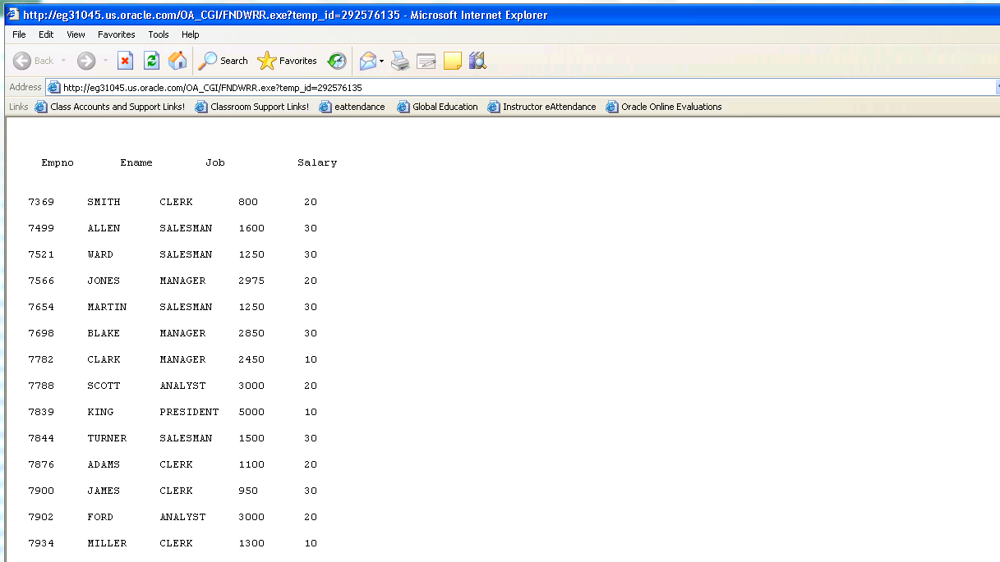 http://eg31045.us.oracle.com/OA_CGI/FNDWRR.exe?temp_id=292576135 - Microsoft Internet Explorer
File Edit View Favorites Tools Help
Back Search Favorites
Address http://eg31045.us.oracle.com/OA_CGI/FNDWRR.exe?temp_id=292576135
Links Class Accounts and Support Links! Classroom Support Links! eattendance Global Education Instructor eAttendance Oracle Online Evaluations
Empno Ename Job Salary
7369 SMITH CLERK 800 20
7499 ALLEN SALESMAN 1600 30
7521 WARD SALESMAN 1250 30
7566 JONES MANAGER 2975 20
7654 MARTIN SALESMAN 1250 30
7698 BLAKE MANAGER 2850 30
7782 CLARK MANAGER 2450 10
7788 SCOTT ANALYST 3000 20
7839 KING PRESIDENT 5000 10
7844 TURNER SALESMAN 1500 30
7876 ADAMS CLERK 1100 20
7900 JAMES CLERK 950 30
7902 FORD ANALYST 3000 20
7934 MILLER CLERK 1300 10